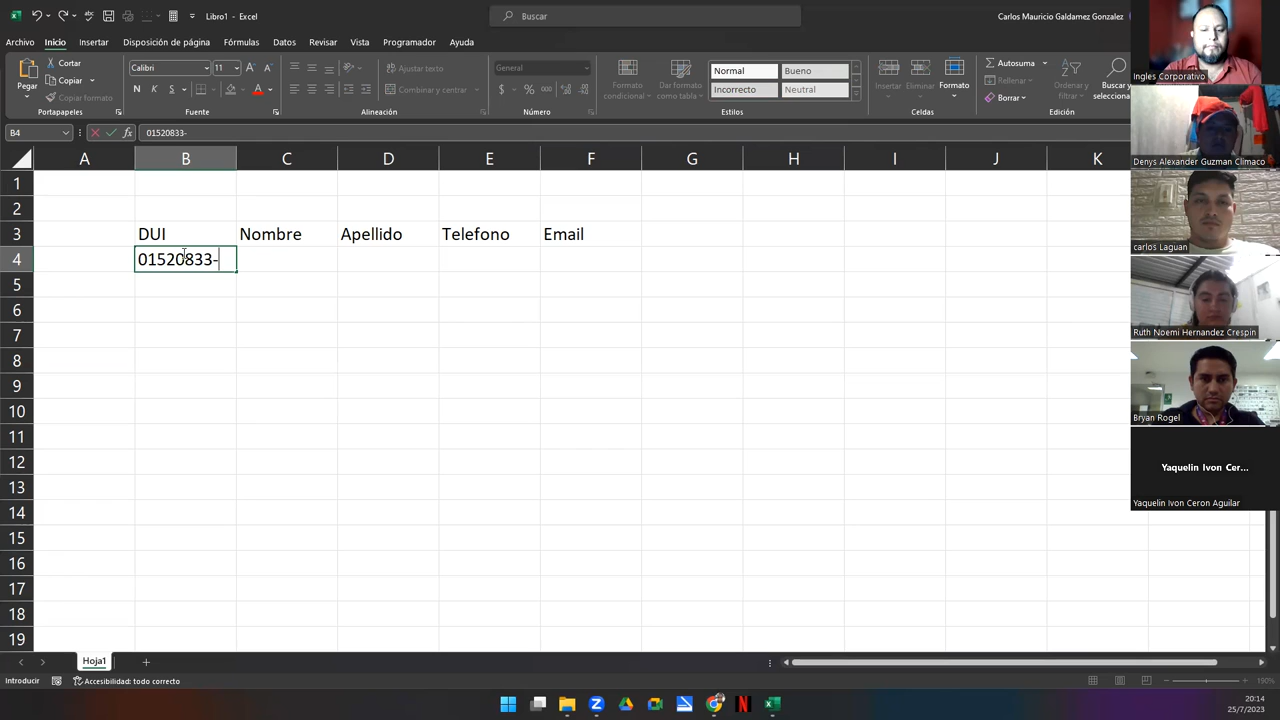 Libro1 - Excel
Buscar
Carlos Mauricio Galdamez Gonzalez
Archivo Inicio Insertar Disposición de página Fórmulas Datos Revisar Vista Programador Ayuda
Pegar
Cortar
Copiar
Copiar formato
Portapapeles
Calibri 11
N K S
Fuente
Ajustar texto
Combinar y centrar
Alineación
General
% 000
Número
Formato condicional
Dar formato como tabla
Normal Bueno
Incorrecto Neutral
Estilos
Insertar
Eliminar
Formato
Celdas
Autosuma
Rellenar
Borrar
Ordenar y filtrar
Buscar y selecciona
Edición
B4 fx 01520833-
A B C D E F G H I J K
1
2
3 DUI Nombre Apellido Telefono Email
4 01520833-
5
6
7
8
9
10
11
12
13
14
15
16
17
18
19
Hoja1
Introducir
Accesibilidad: todo correcto
190%
20:14
25/7/2023
Ingles Corporativo
Denys Alexander Guzman Climaco
carlos Laguan
Ruth Noemi Hernandez Crespin
Bryan Rogel
Yaquelin Ivon Cer...
Yaquelin Ivon Ceron Aguilar